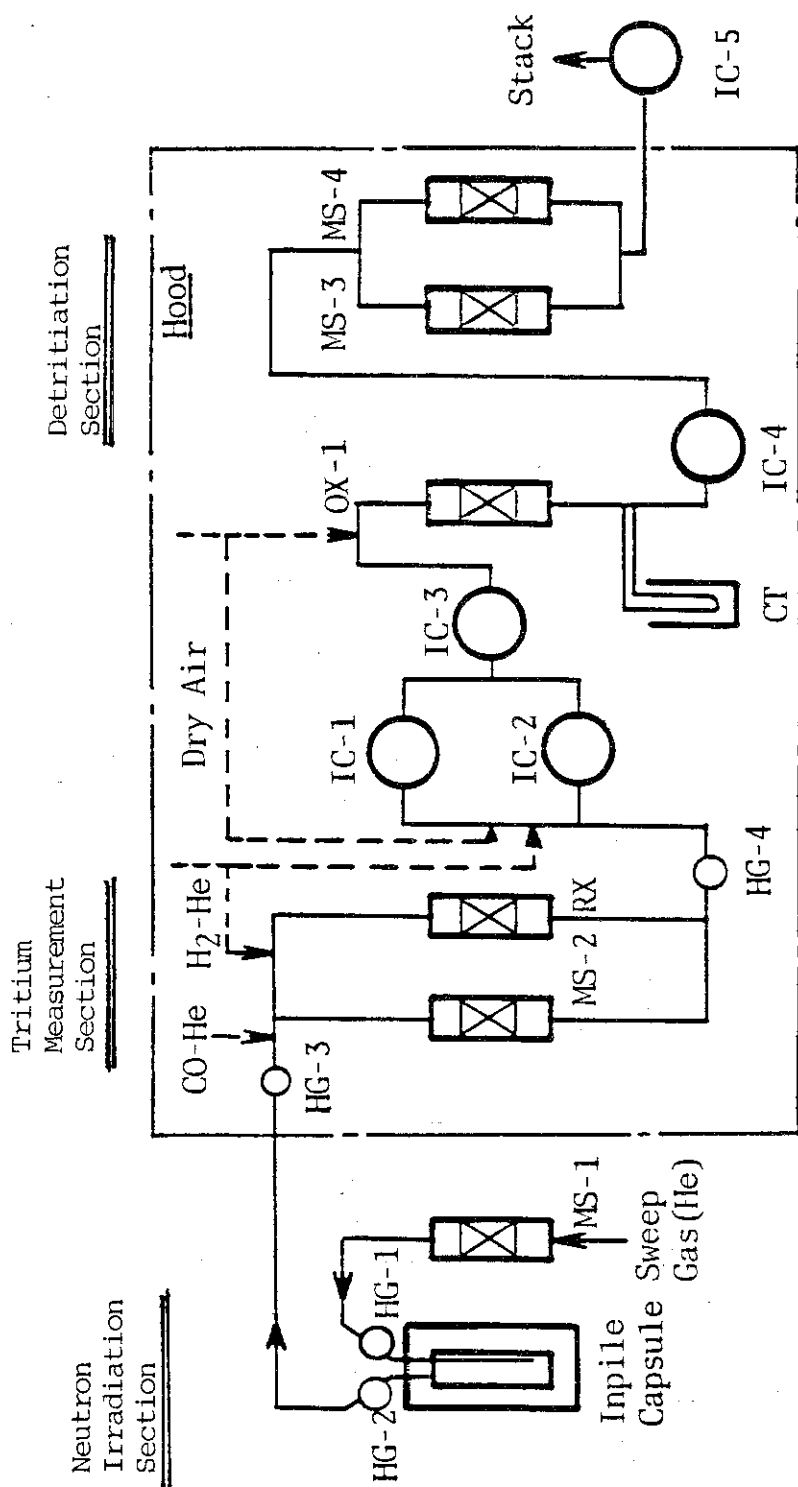 Neutron
Irradiation
Section
Tritium
Measurement
Section
Detritiation
Section
Hood
CO-He
H2-He
Dry Air
HG-3
MS-2
RX
HG-4
IC-1
IC-2
IC-3
OX-1
CT
IC-4
MS-3
MS-4
Stack
IC-5
HG-2
HG-1
MS-1
Inpile
Capsule
Sweep
Gas(He)